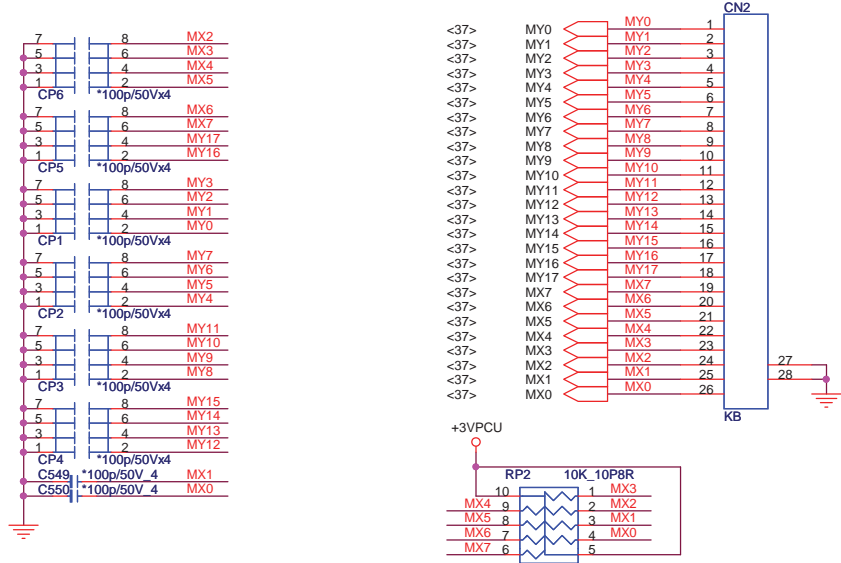 7 8 MX2
5 6 MX3
3 4 MX4
1 2 MX5
CP6 *100p/50Vx4
7 8 MX6
5 6 MX7
3 4 MY17
1 2 MY16
CP5 *100p/50Vx4
7 8 MY3
5 6 MY2
3 4 MY1
1 2 MY0
CP1 *100p/50Vx4
7 8 MY7
5 6 MY6
3 4 MY5
1 2 MY4
CP2 *100p/50Vx4
7 8 MY11
5 6 MY10
3 4 MY9
1 2 MY8
CP3 *100p/50Vx4
7 8 MY15
5 6 MY14
3 4 MY13
1 2 MY12
CP4 *100p/50Vx4
C549 *100p/50V_4 MX1
C550 *100p/50V_4 MX0
CN2
<37> MY0 MY0 1
<37> MY1 MY1 2
<37> MY2 MY2 3
<37> MY3 MY3 4
<37> MY4 MY4 5
<37> MY5 MY5 6
<37> MY6 MY6 7
<37> MY7 MY7 8
<37> MY8 MY8 9
<37> MY9 MY9 10
<37> MY10 MY10 11
<37> MY11 MY11 12
<37> MY12 MY12 13
<37> MY13 MY13 14
<37> MY14 MY14 15
<37> MY15 MY15 16
<37> MY16 MY16 17
<37> MY17 MY17 18
<37> MX7 MX7 19
<37> MX6 MX6 20
<37> MX5 MX5 21
<37> MX4 MX4 22
<37> MX3 MX3 23
<37> MX2 MX2 24 27
<37> MX1 MX1 25 28
<37> MX0 MX0 26
KB
+3VPCU
RP2 10K_10P8R
10 1 MX3
MX4 9 2 MX2
MX5 8 3 MX1
MX6 7 4 MX0
MX7 6 5